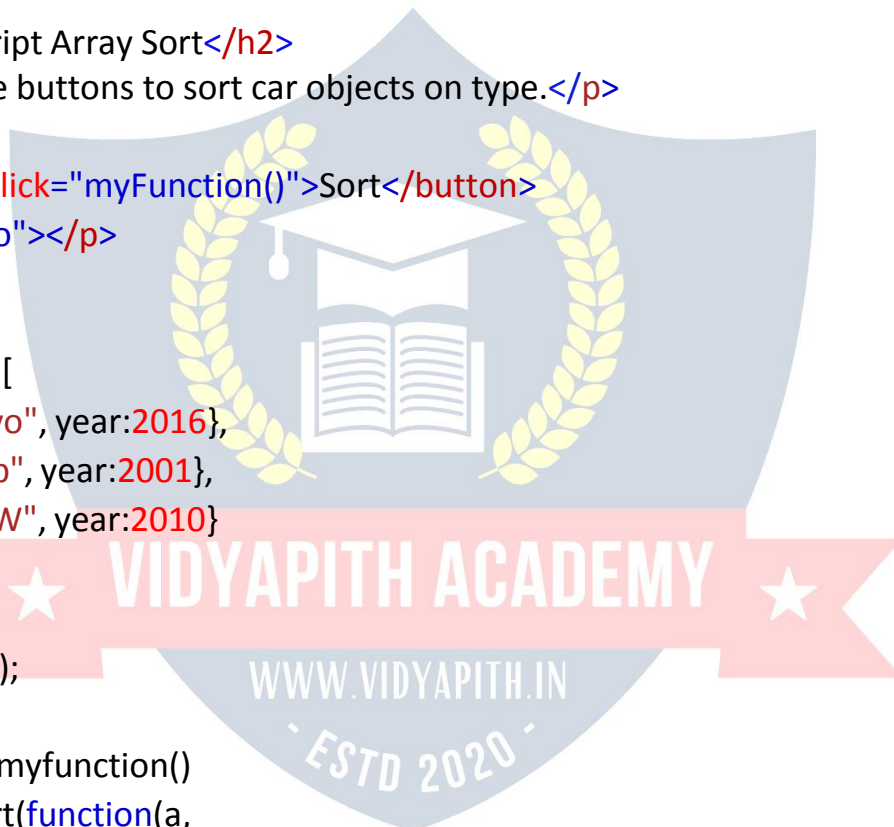 ript Array Sort</h2>
e buttons to sort car objects on type.</p>
lick="myFunction()">Sort</button>
o"></p>
[
vo", year:2016},
b", year:2001},
W", year:2010}
VIDYAPITH ACADEMY
);
WWW.VIDYAPITH.IN
myfunction()
- ESTD 2020 -
rt(function(a,